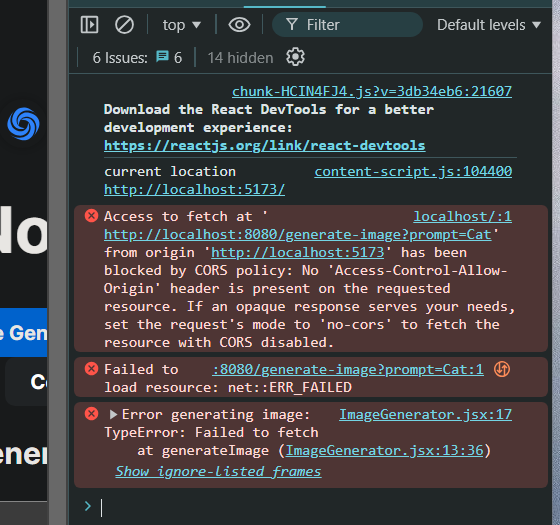 top
Filter
Default levels
6 Issues: 6
14 hidden
chunk-HCIN4FJ4.js?v=3db34eb6:21607
Download the React DevTools for a better
development experience:
https://reactjs.org/link/react-devtools
current location content-script.js:104400
http://localhost:5173/
Access to fetch at ' localhost/:1
http://localhost:8080/generate-image?prompt=Cat'
from origin 'http://localhost:5173' has been
blocked by CORS policy: No 'Access-Control-Allow-
Origin' header is present on the requested
resource. If an opaque response serves your needs,
set the request's mode to 'no-cors' to fetch the
resource with CORS disabled.
Failed to :8080/generate-image?prompt=Cat:1
load resource: net::ERR_FAILED
Error generating image: ImageGenerator.jsx:17
TypeError: Failed to fetch
at generateImage (ImageGenerator.jsx:13:36)
Show ignore-listed frames
No
e Gen
Co
ener